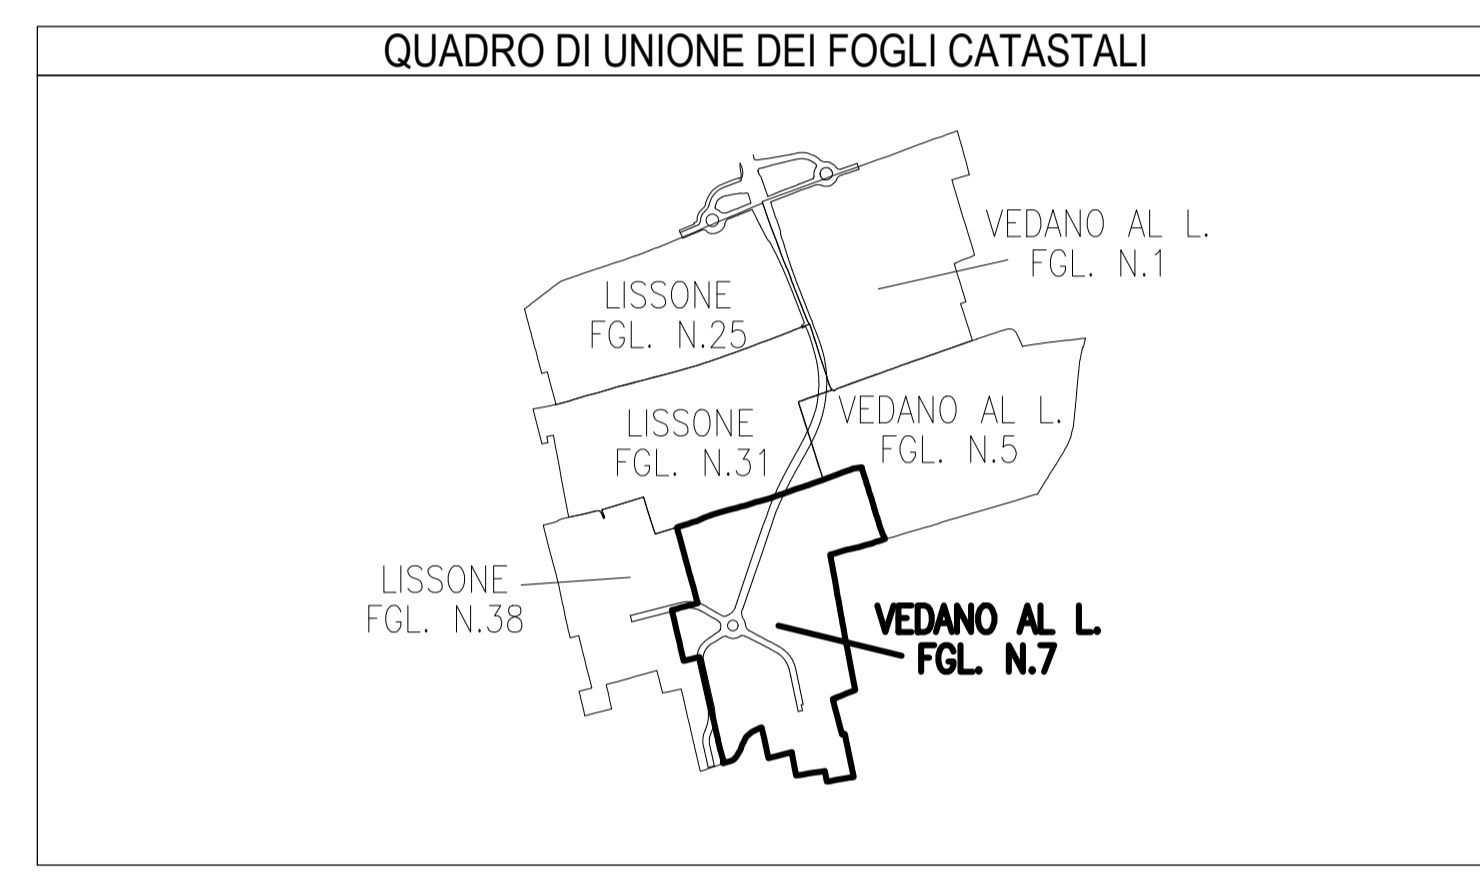 QUADRO DI UNIONE DEI FOGLI CATASTALI
VEDANO AL L.
FGL. N.1
LISSONE
FGL. N.25
VEDANO AL L.
FGL. N.5
LISSONE
FGL. N.31
LISSONE
FGL. N.38
VEDANO AL L.
FGL. N.7